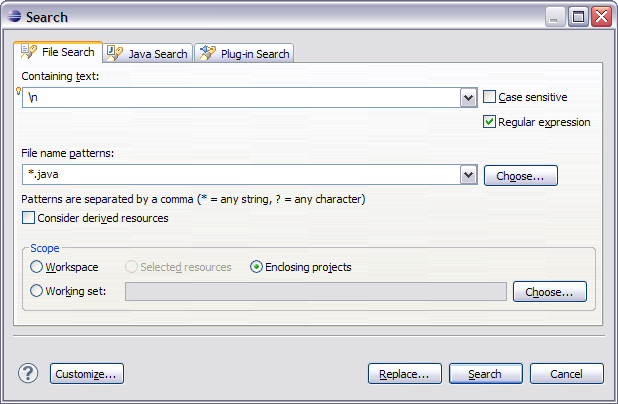 Search
File Search
Java Search
Plug-in Search
Containing text:
\n
Case sensitive
Regular expression
File name patterns:
*.java
Choose...
Patterns are separated by a comma (* = any string, ? = any character)
Consider derived resources
Scope
Workspace
Selected resources
Enclosing projects
Working set:
Choose...
?
Customize...
Replace...
Search
Cancel